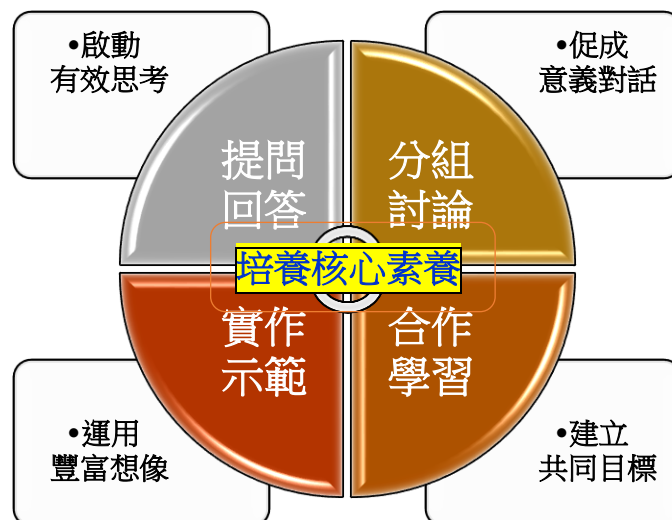 •啟動
有效思考
•促成
意義對話
提問
回答
分組
討論
培養核心素養
實作
示範
合作
學習
•運用
豐富想像
•建立
共同目標